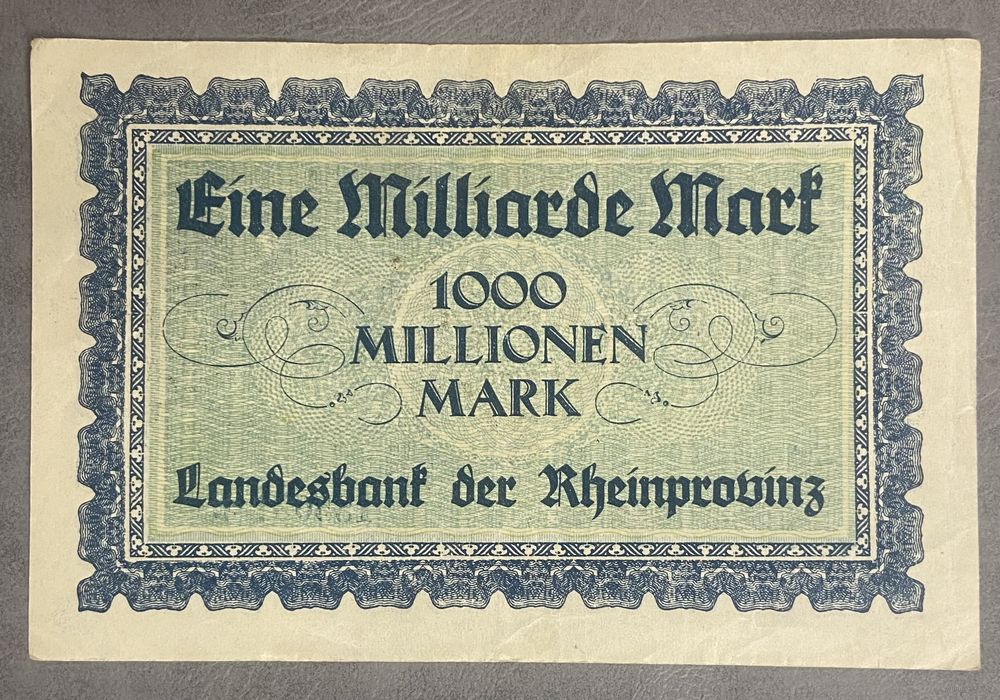 Eine Milliarde Mark
1000
MILLIONEN
MARK
Landesbank der Rheinprovinz